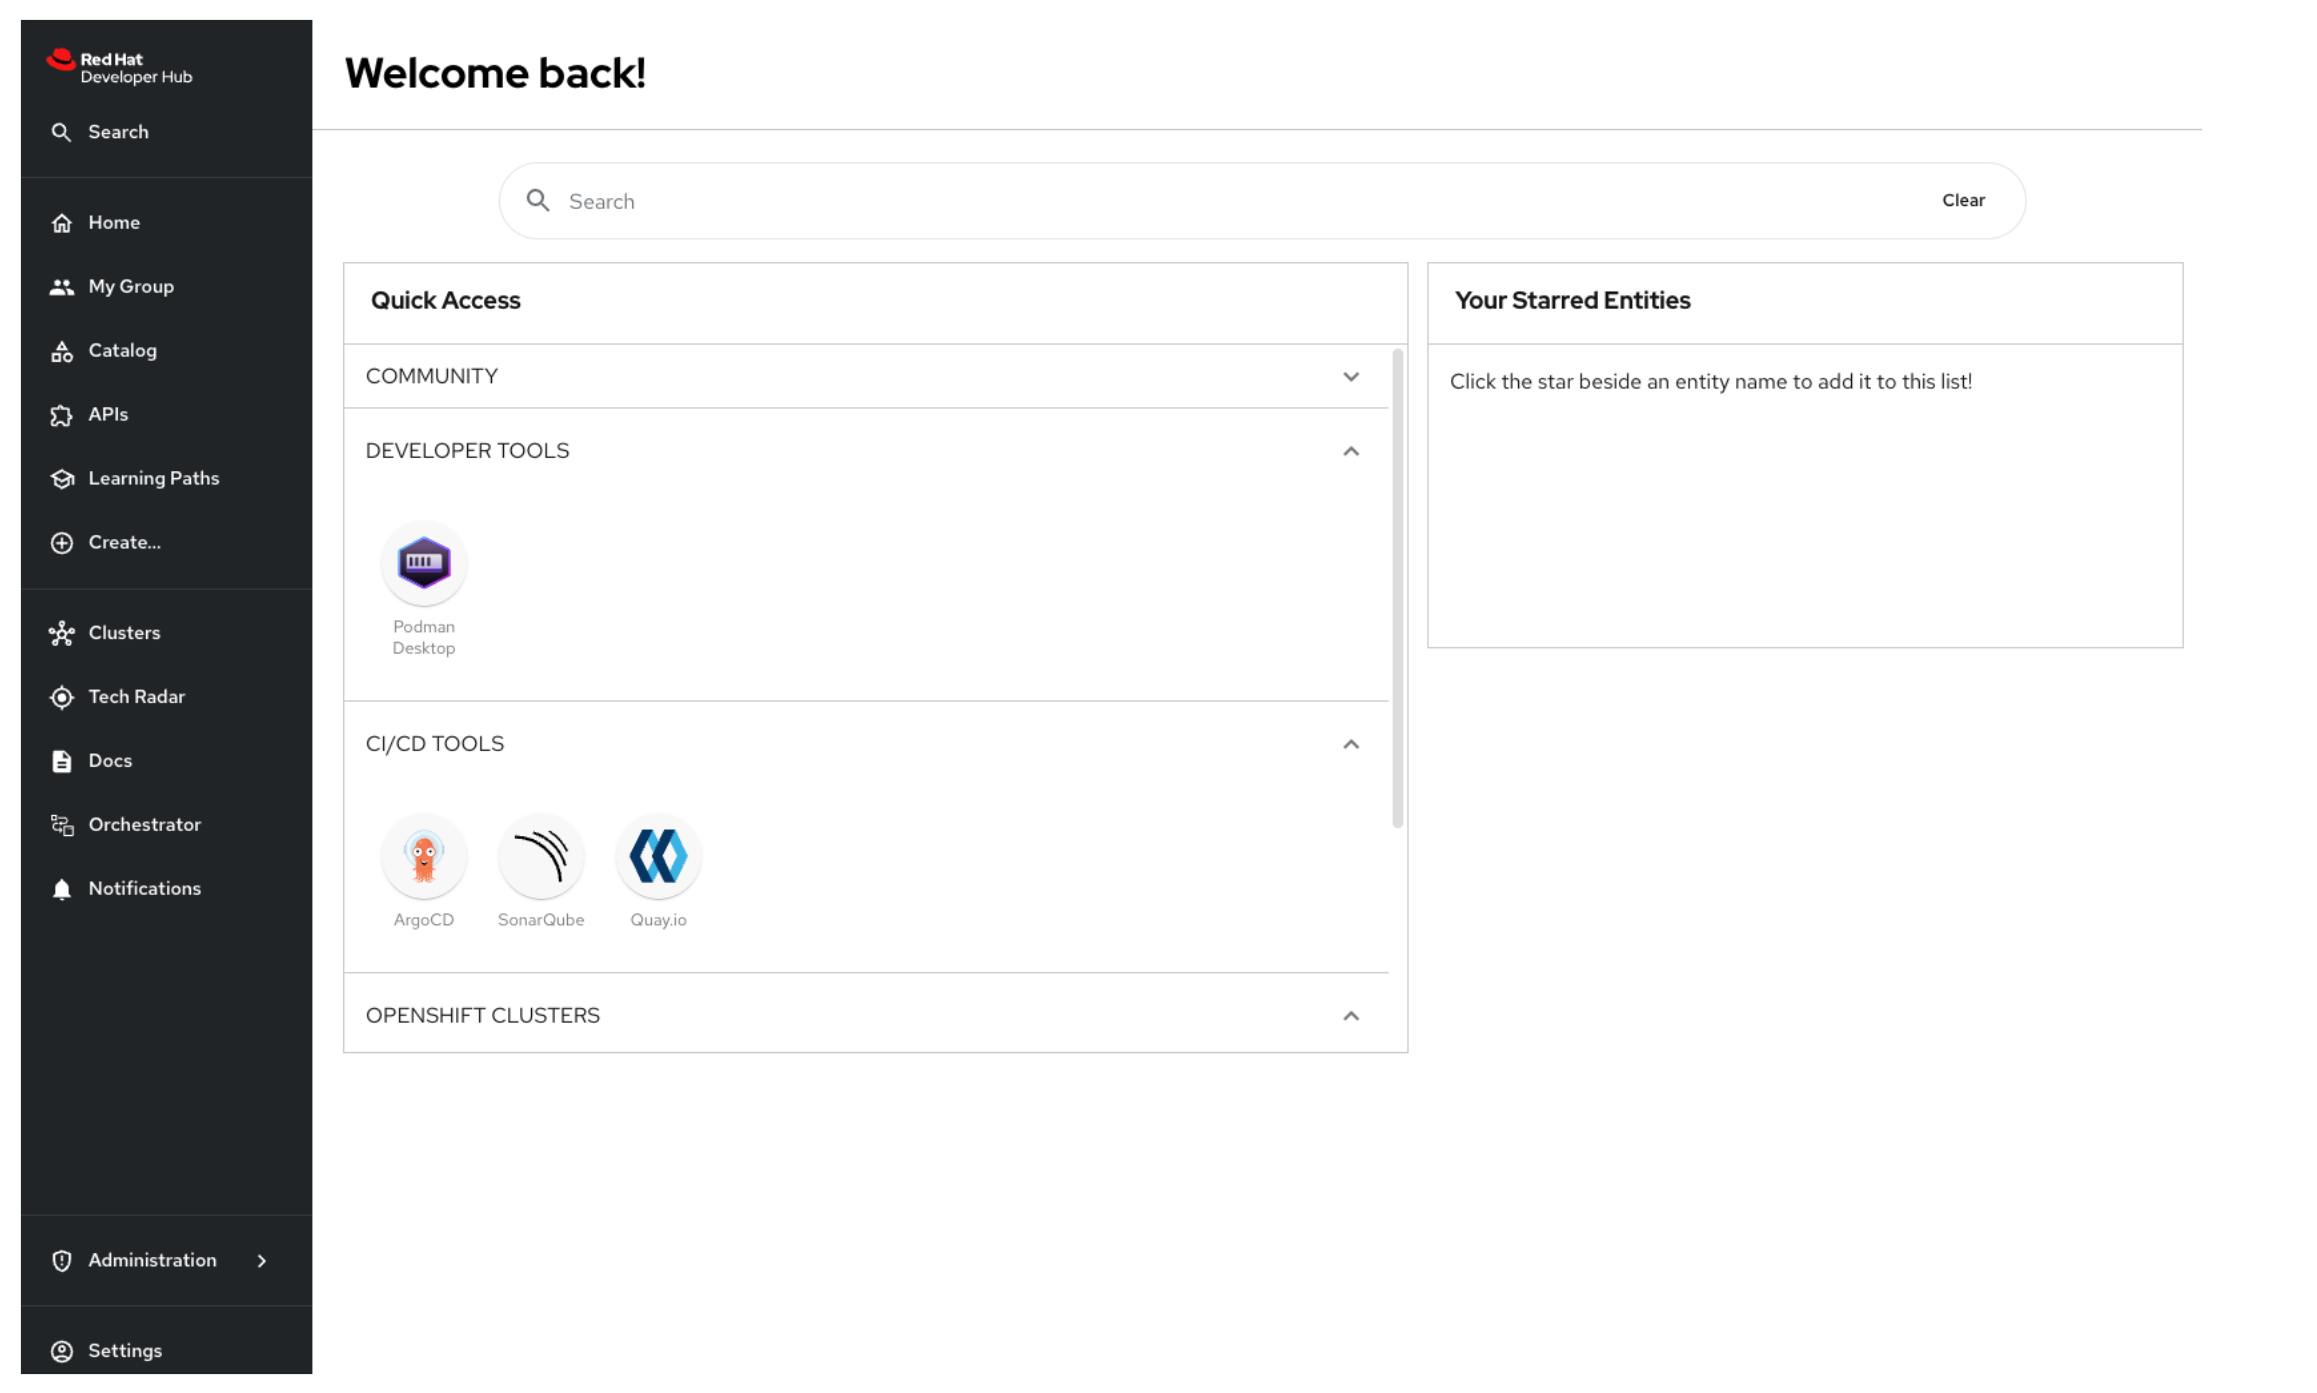 Red Hat
Developer Hub
Search
Home
My Group
Catalog
APIs
Learning Paths
Create...
Clusters
Tech Radar
Docs
Orchestrator
Notifications
Administration
Settings
Welcome back!
Search
Clear
Quick Access
COMMUNITY
DEVELOPER TOOLS
Podman
Desktop
CI/CD TOOLS
ArgoCD
SonarQube
Quay.io
OPENSHIFT CLUSTERS
Your Starred Entities
Click the star beside an entity name to add it to this list!